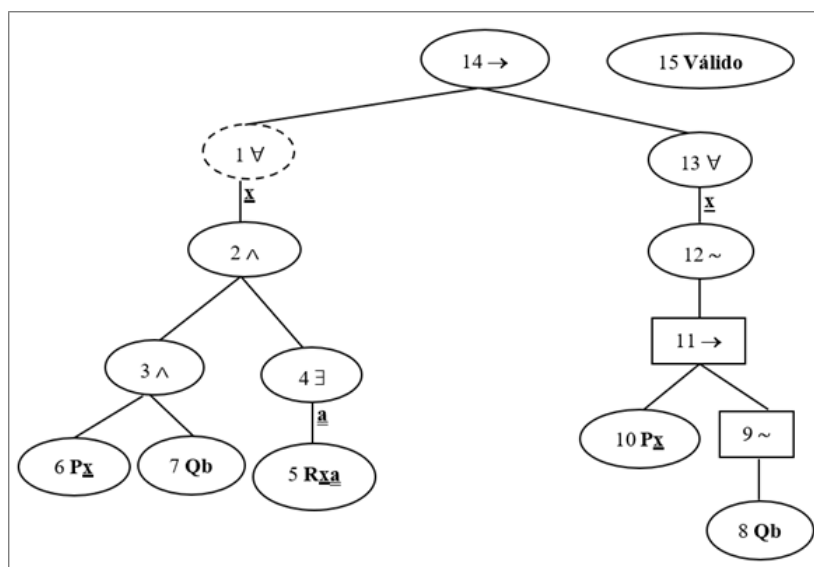 14 →
15 Válido
1 ∀
13 ∀
x
x
2 ∧
12 ~
11 →
3 ∧
4 ∃
a
10 Px
9 ~
6 Px
7 Qb
5 Rxa
8 Qb